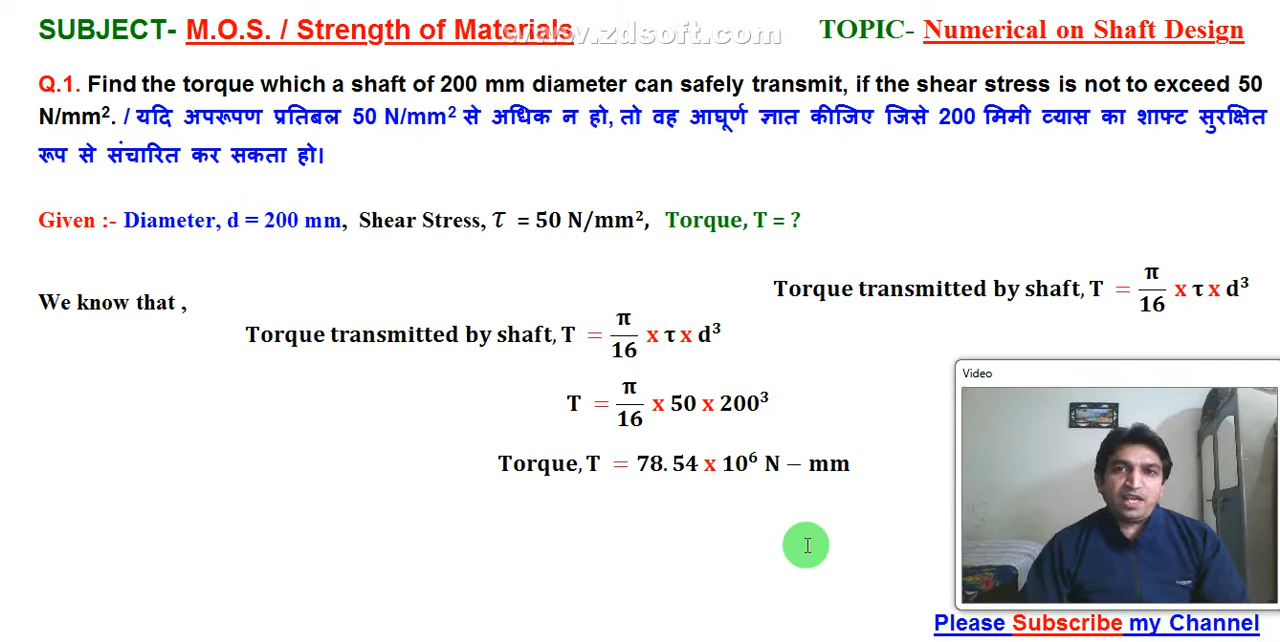 SUBJECT- M.O.S. / Strength of Materials TOPIC- Numerical on Shaft Design
www.zdsoft.com
Q.1. Find the torque which a shaft of 200 mm diameter can safely transmit, if the shear stress is not to exceed 50
N/mm². / यदि अपरूपण प्रतिबल 50 N/mm² से अधिक न हो, तो वह आघूर्ण ज्ञात कीजिए जिसे 200 मिमी व्यास का शाफ्ट सुरक्षित
रूप से संचारित कर सकता हो।
Given :- Diameter, d = 200 mm, Shear Stress, τ = 50 N/mm², Torque, T = ?
We know that ,
Torque transmitted by shaft, T = π/16 x τ x d³
Torque transmitted by shaft, T = π/16 x τ x d³
T = π/16 x 50 x 200³
Torque, T = 78.54 x 10⁶ N − mm
Video
Please Subscribe my Channel